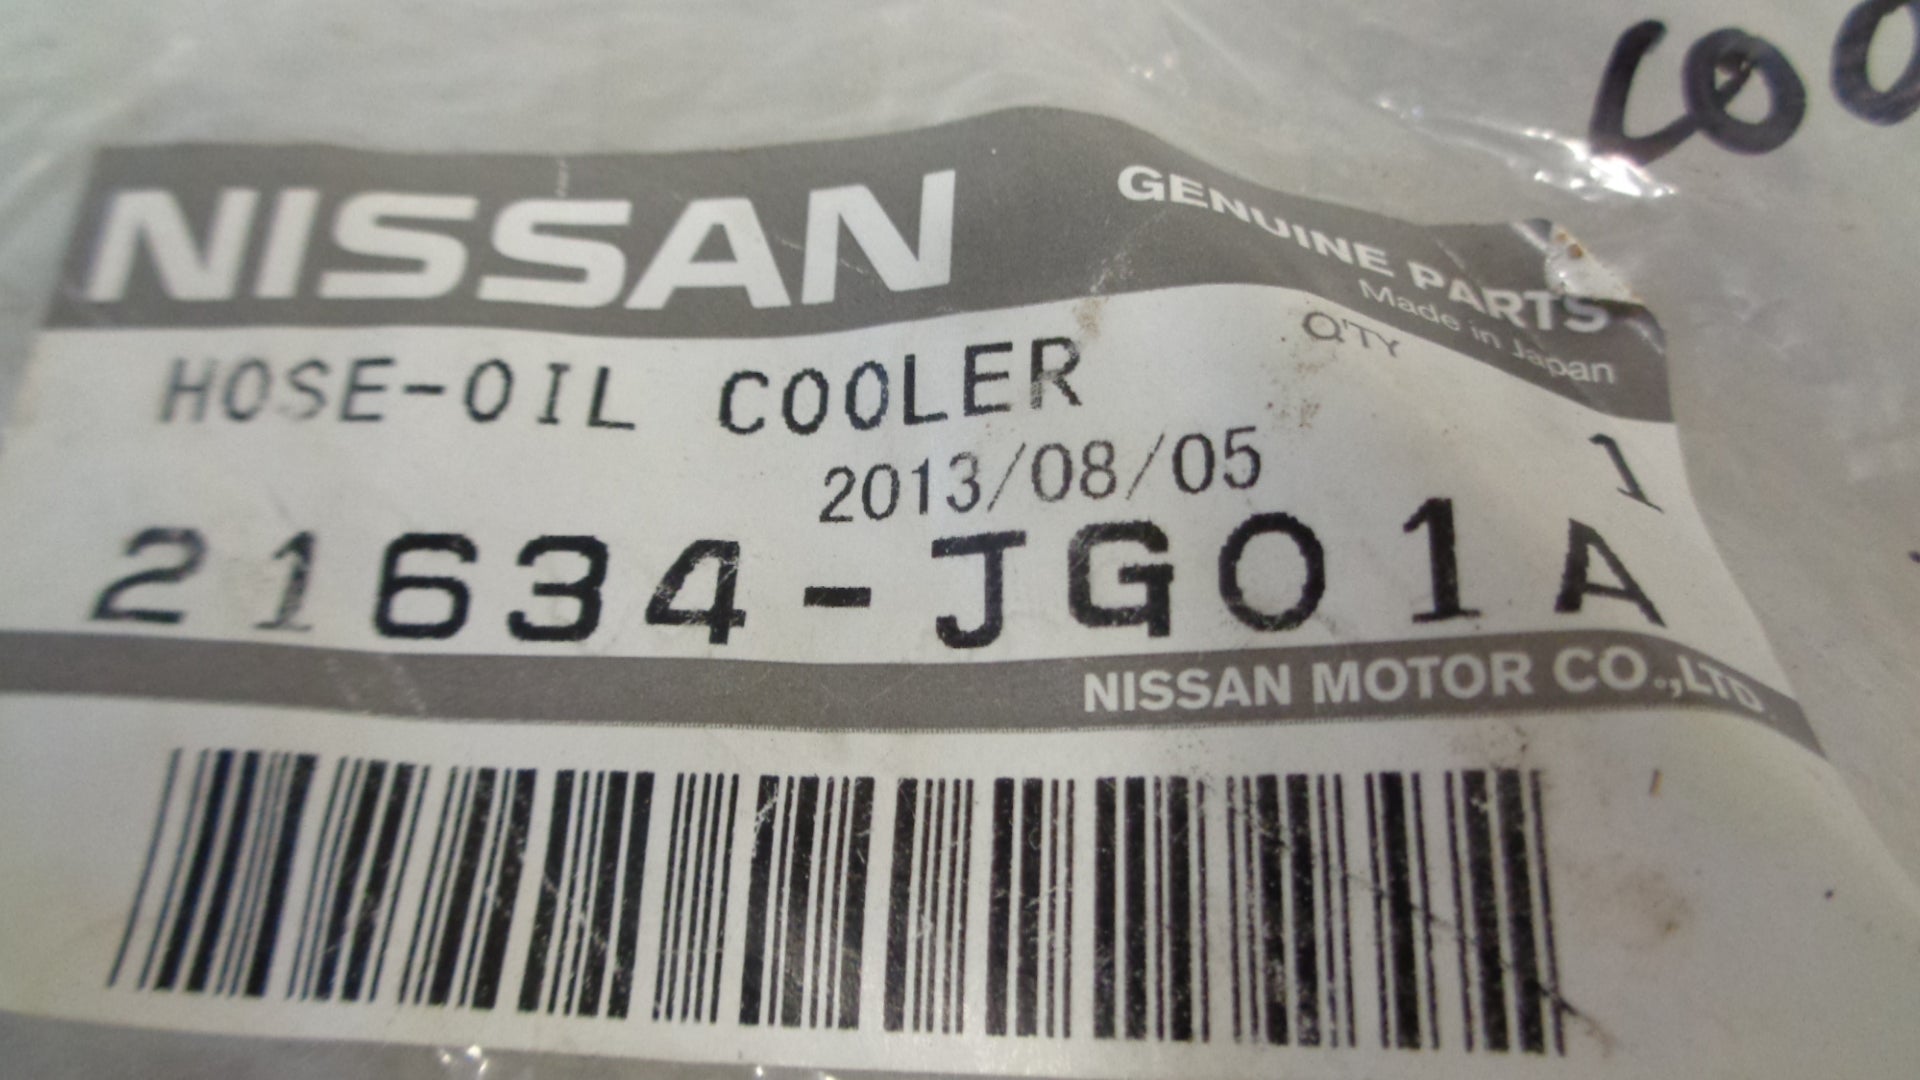 NISSAN
GENUINE PARTS
Made in Japan
Q'TY
HOSE-OIL COOLER
1
2013/08/05
21634-JG01A
NISSAN MOTOR CO.,LTD.